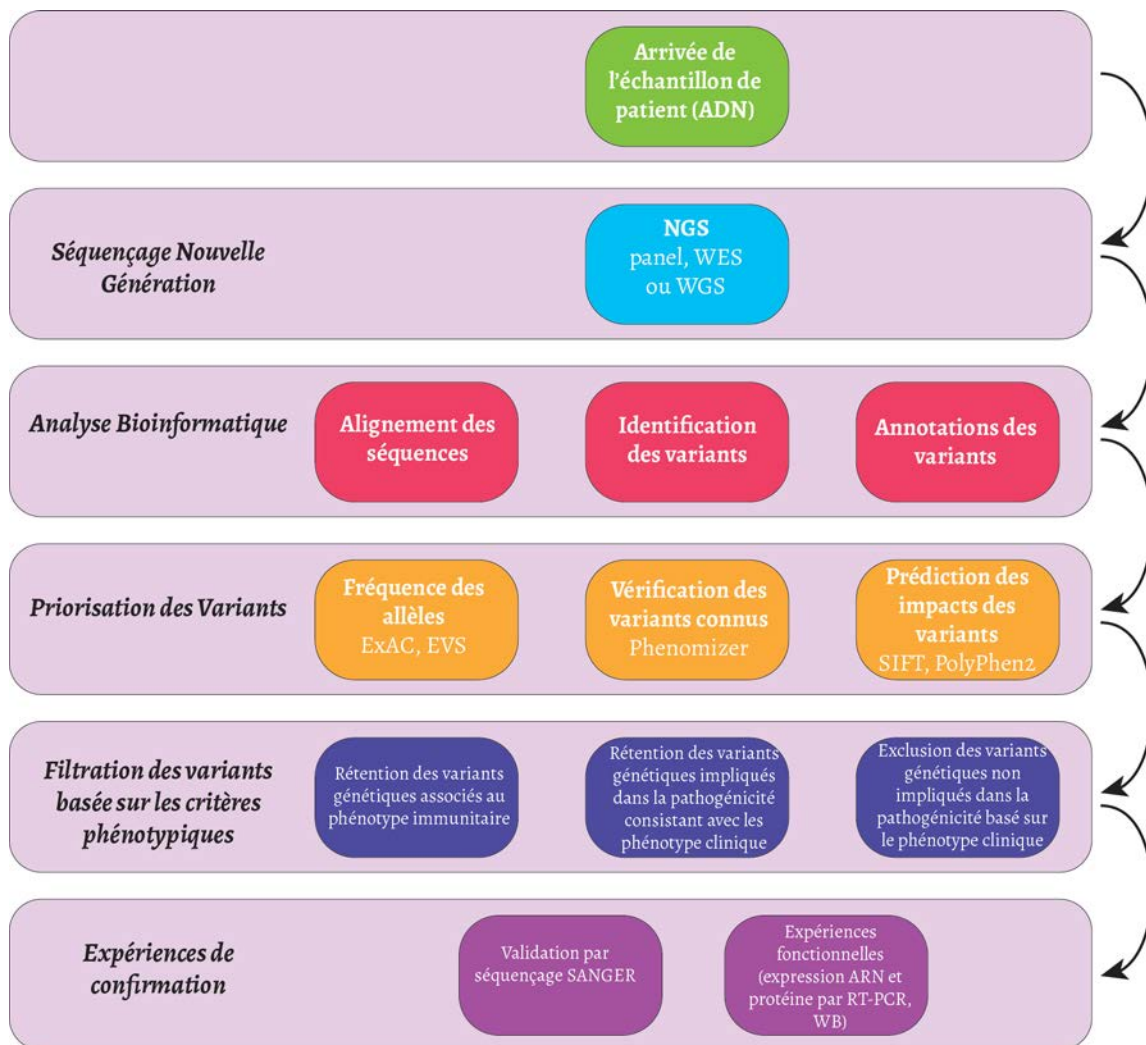 Arrivée de
l'échantillon de
patient (ADN)
Séquençage Nouvelle
Génération
NGS
panel, WES
ou WGS
Analyse Bioinformatique
Alignement des
séquences
Identification
des variants
Annotations des
variants
Priorisation des Variants
Fréquence des
allèles
ExAC, EVS
Vérification des
variants connus
Phenomizer
Prédiction des
impacts des
variants
SIFT, PolyPhen2
Filtration des variants
basée sur les critères
phénotypiques
Rétention des variants
génétiques associés au
phénotype immunitaire
Rétention des variants
génétiques impliqués
dans la pathogénicité
consistant avec les
phénotype clinique
Exclusion des variants
génétiques non
impliqués dans la
pathogénicité basé sur
le phénotype clinique
Expériences de
confirmation
Validation par
séquençage SANGER
Expériences
fonctionnelles
(expression ARN et
protéine par RT-PCR,
WB)